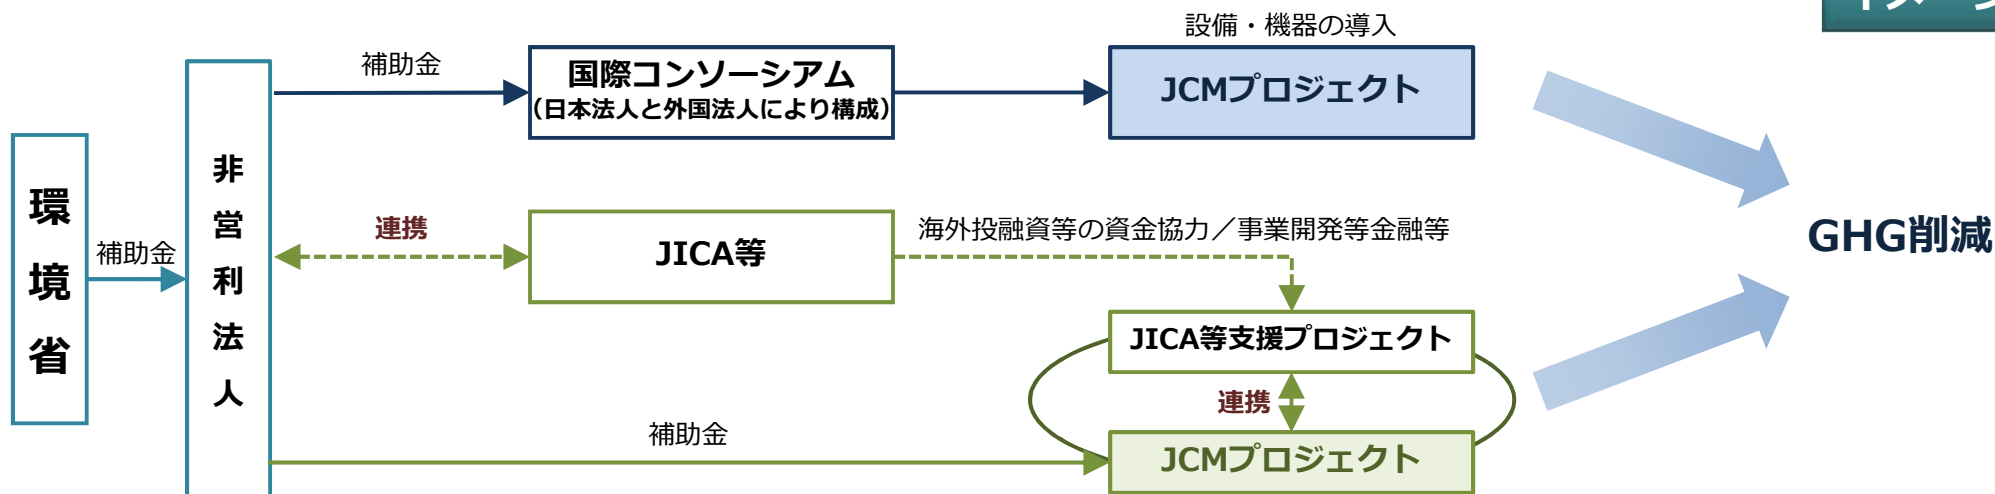 設備・機器の導入
補助金
国際コンソーシアム
（日本法人と外国法人により構成）
JCMプロジェクト
環境省
補助金
非営利法人
連携
JICA等
海外投融資等の資金協力／事業開発等金融等
GHG削減
JICA等支援プロジェクト
連携
補助金
JCMプロジェクト